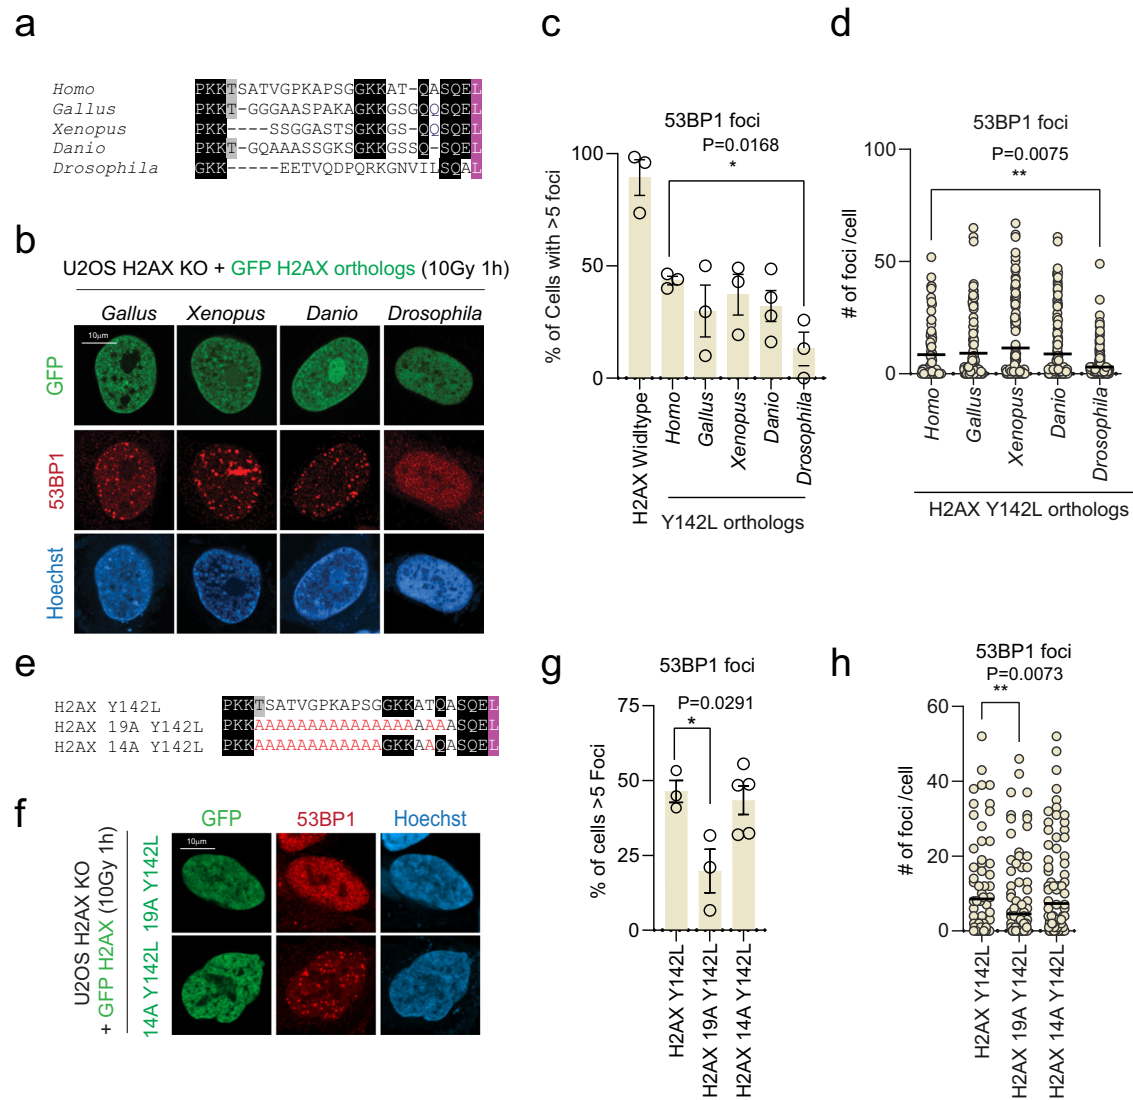 a
Homo PKKTSATVGPKAPSGGKKAT-QASQEL
Gallus PKKT-GGGAASPAKAGKKGSGQQSQEL
Xenopus PKK-----SSGGASTSGKKGS-QQSQEL
Danio PKKT-GQAAASSGKSGKKGSSQ-SQEL
Drosophila GKK-----EETVQDPQRKGNVILSQAL
b
U2OS H2AX KO + GFP H2AX orthologs (10Gy 1h)
Gallus Xenopus Danio Drosophila
10μm
GFP
53BP1
Hoechst
c
53BP1 foci
P=0.0168
*
% of Cells with >5 foci
100
50
0
H2AX Widltype
Homo
Gallus
Xenopus
Danio
Drosophila
Y142L orthologs
d
53BP1 foci
P=0.0075
**
# of foci /cell
100
50
0
Homo
Gallus
Xenopus
Danio
Drosophila
H2AX Y142L orthologs
e
H2AX Y142L PKKTSATVGPKAPSGGKKATQASQEL
H2AX 19A Y142L PKKAAAAAAAAAAAAAAAAAAASQEL
H2AX 14A Y142L PKKAAAAAAAAAAAAGKKAAQASQEL
f
U2OS H2AX KO
+ GFP H2AX (10Gy 1h)
14A Y142L 19A Y142L
GFP 53BP1 Hoechst
10μm
g
53BP1 foci
P=0.0291
*
% of cells >5 Foci
75
50
25
0
H2AX Y142L
H2AX 19A Y142L
H2AX 14A Y142L
h
53BP1 foci
P=0.0073
**
# of foci /cell
60
40
20
0
H2AX Y142L
H2AX 19A Y142L
H2AX 14A Y142L